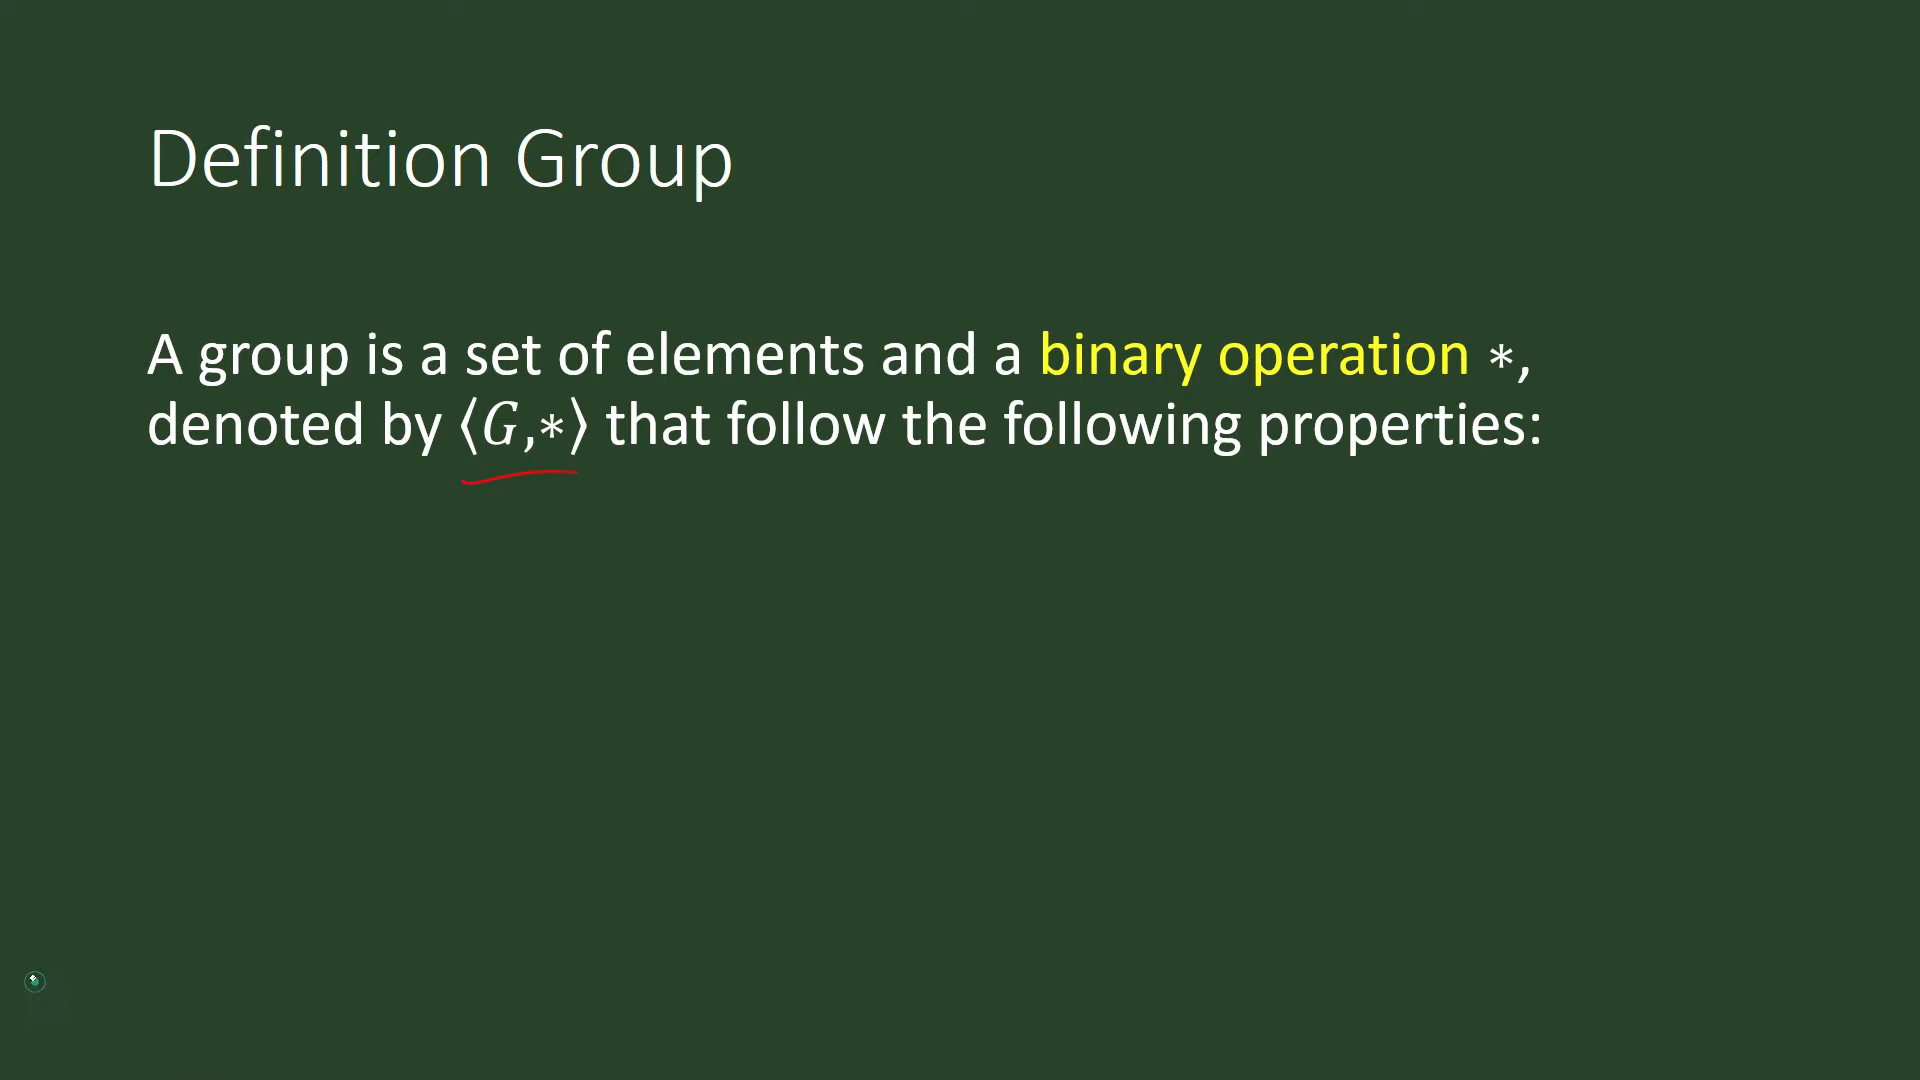 Definition Group
A group is a set of elements and a binary operation ∗,
denoted by ⟨G,∗⟩ that follow the following properties: